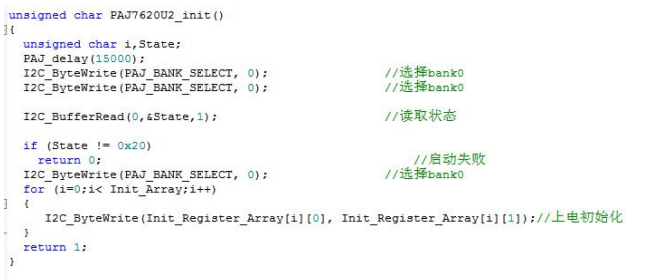 unsigned char PAJ7620U2_init()
{
unsigned char i,State;
PAJ_delay(15000);
I2C_ByteWrite(PAJ_BANK_SELECT, 0); //选择bank0
I2C_ByteWrite(PAJ_BANK_SELECT, 0); //选择bank0
I2C_BufferRead(0,&State,1); //读取状态
if (State != 0x20)
return 0; //启动失败
I2C_ByteWrite(PAJ_BANK_SELECT, 0); //选择bank0
for (i=0;i< Init_Array;i++)
{
I2C_ByteWrite(Init_Register_Array[i][0], Init_Register_Array[i][1]);//上电初始化
}
return 1;
}